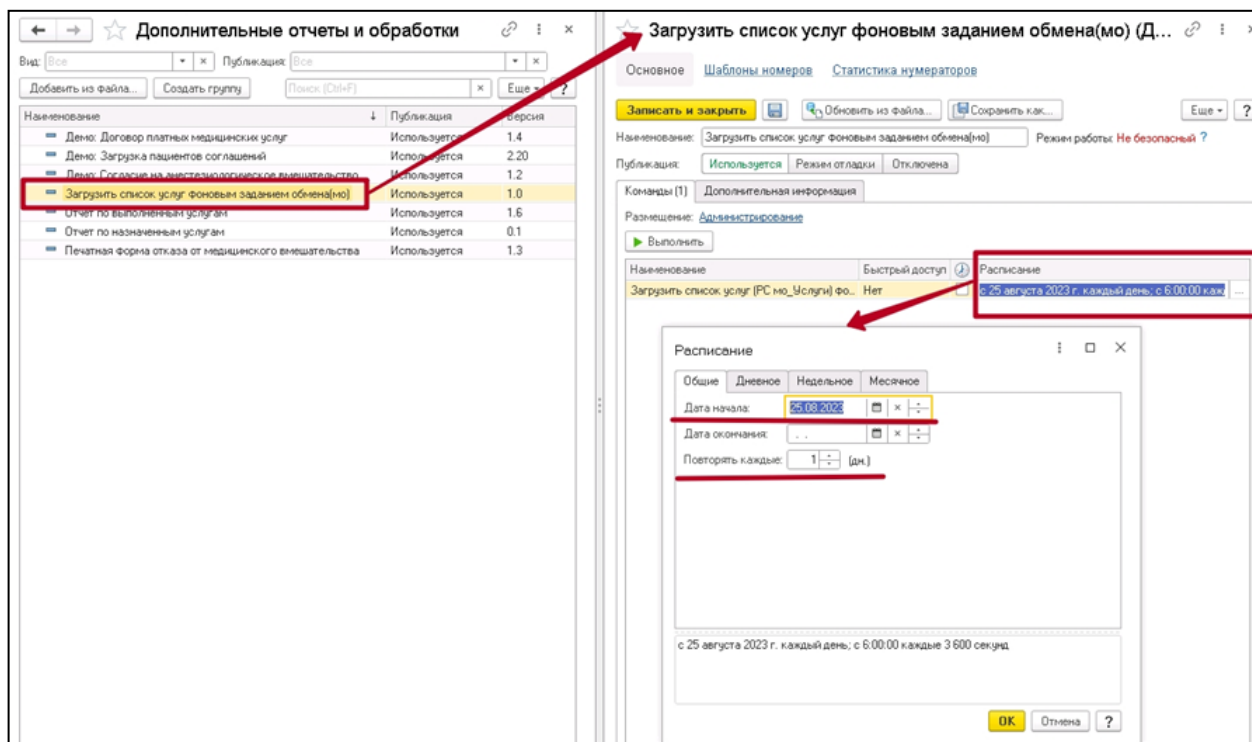 Дополнительные отчеты и обработки
Вид: Все Публикация: Все
Добавить из файла... Создать группу Поиск (Ctrl+F) × Еще ?
Наименование ↓ Публикация Версия
Демо: Договор платных медицинских услуг Используется 1.4
Демо: Загрузка пациентов соглашений Используется 2.20
Демо: Согласие на анестезиологическое вмешательство Используется 1.2
Загрузить список услуг фоновым заданием обмена(мо) Используется 1.0
Отчет по выполненным услугам Используется 1.6
Отчет по назначенным услугам Используется 0.1
Печатная форма отказа от медицинского вмешательства Используется 1.3
Загрузить список услуг фоновым заданием обмена(мо) (Д...
Основное Шаблоны номеров Статистика нумераторов
Записать и закрыть Обновить из файла... Сохранить как... Еще ?
Наименование: Загрузить список услуг фоновым заданием обмена(мо) Режим работы: Не безопасный ?
Публикация: Используется Режим отладки Отключена
Команды (1) Дополнительная информация
Размещение: Администрирование
Выполнить
Наименование Быстрый доступ Расписание
Загрузить список услуг (РС мо_Услуги) фо... Нет с 25 августа 2023 г. каждый день; с 6:00:00 каж ...
Расписание
Общие Дневное Недельное Месячное
Дата начала: 25.08.2023
Дата окончания: . .
Повторять каждые: 1 (дн.)
с 25 августа 2023 г. каждый день; с 6:00:00 каждые 3 600 секунд
ОК Отмена ?